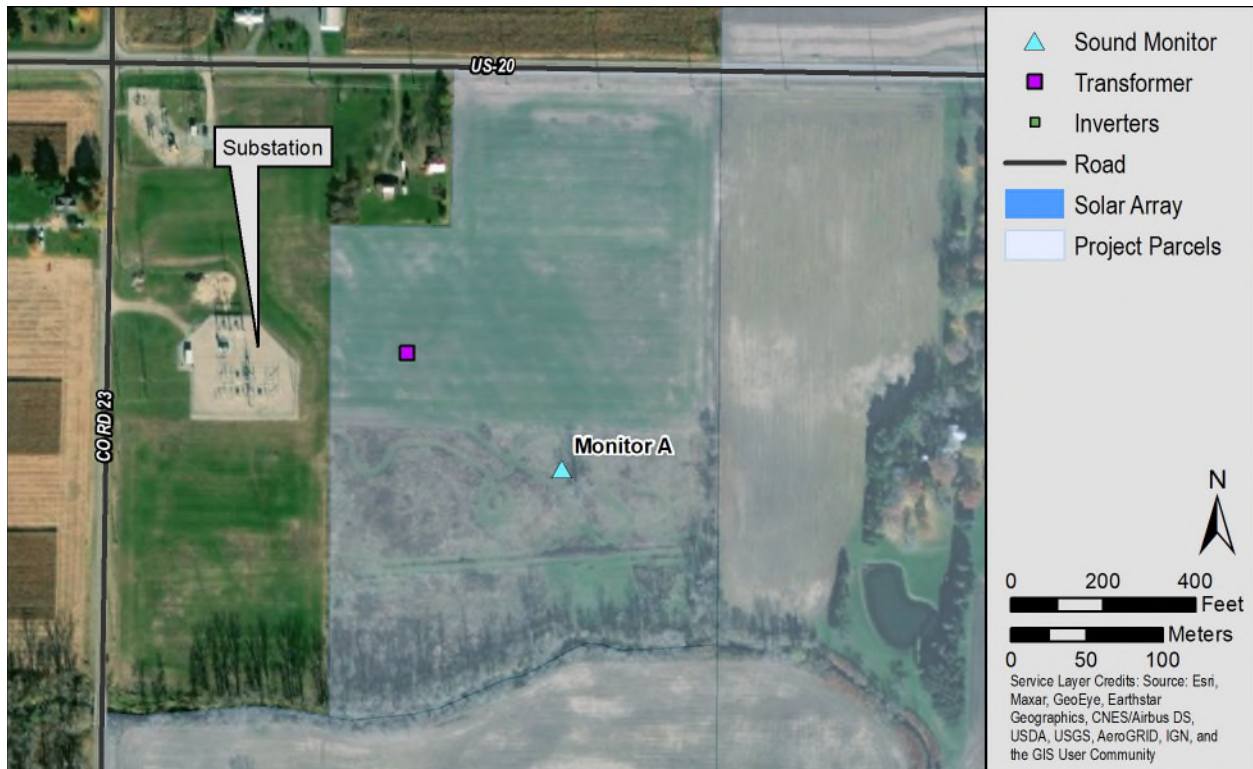 US-20
Substation
CO RD 23
Monitor A
Sound Monitor
Transformer
Inverters
Road
Solar Array
Project Parcels
N
0 200 400
Feet
Meters
0 50 100
Service Layer Credits: Source: Esri,
Maxar, GeoEye, Earthstar
Geographics, CNES/Airbus DS,
USDA, USGS, AeroGRID, IGN, and
the GIS User Community